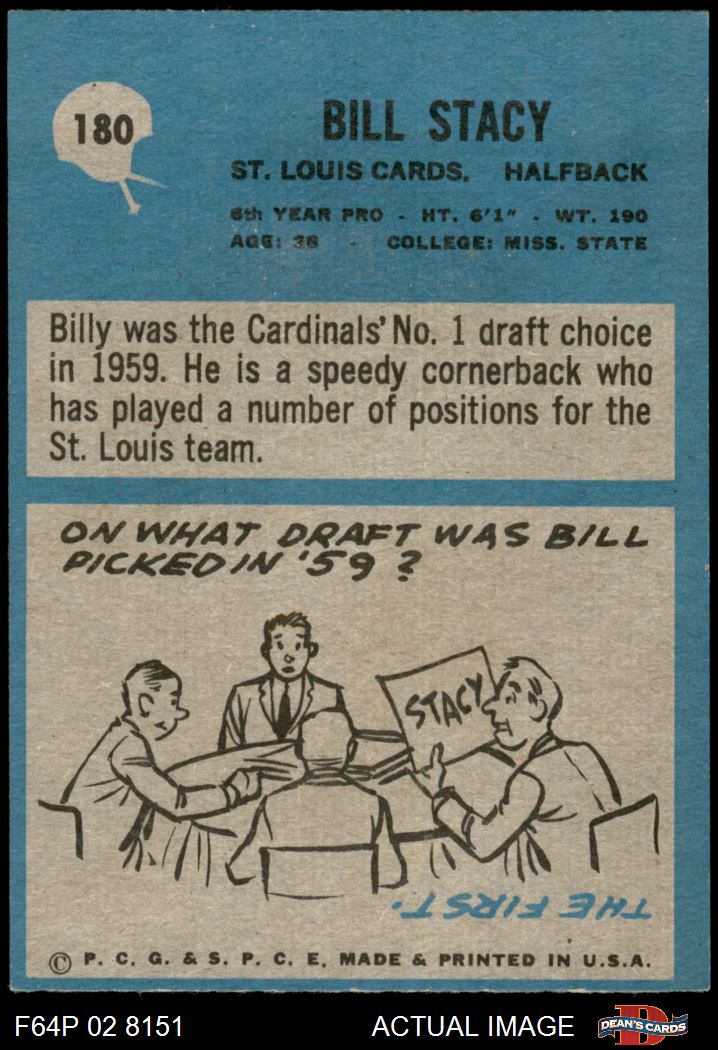 180
BILL STACY
ST. LOUIS CARDS. HALFBACK
6th YEAR PRO - HT. 6'1" - WT. 190
AGE: - COLLEGE: MISS. STATE
Billy was the Cardinals' No. 1 draft choice
in 1959. He is a speedy cornerback who
has played a number of positions for the
St. Louis team.
ON WHAT DRAFT WAS BILL
PICKED IN '59?
STACY
THE FIRST.
© P. C. G. & S. P. C. E. MADE & PRINTED IN U.S.A.
F64P 02 8151 ACTUAL IMAGE DEAN'S CARDS